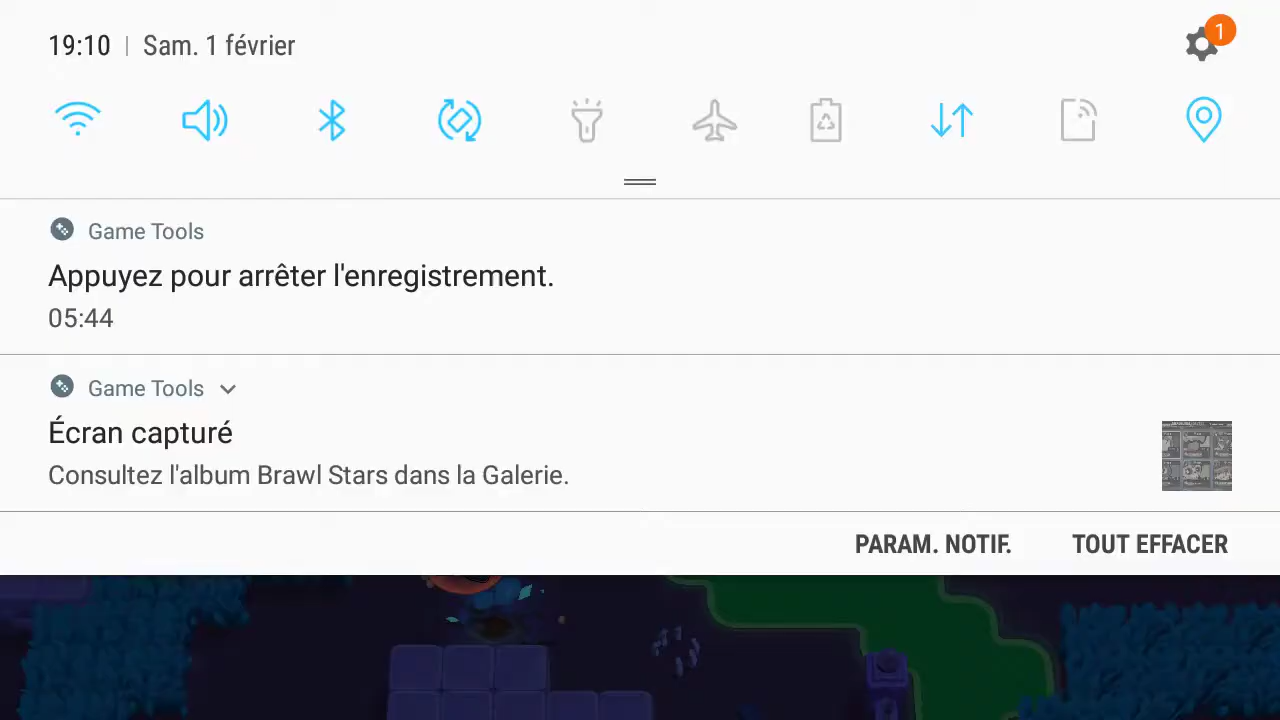 19:10 | Sam. 1 février
1
Game Tools
Appuyez pour arrêter l'enregistrement.
05:44
Game Tools
Écran capturé
Consultez l'album Brawl Stars dans la Galerie.
PARAM. NOTIF. TOUT EFFACER